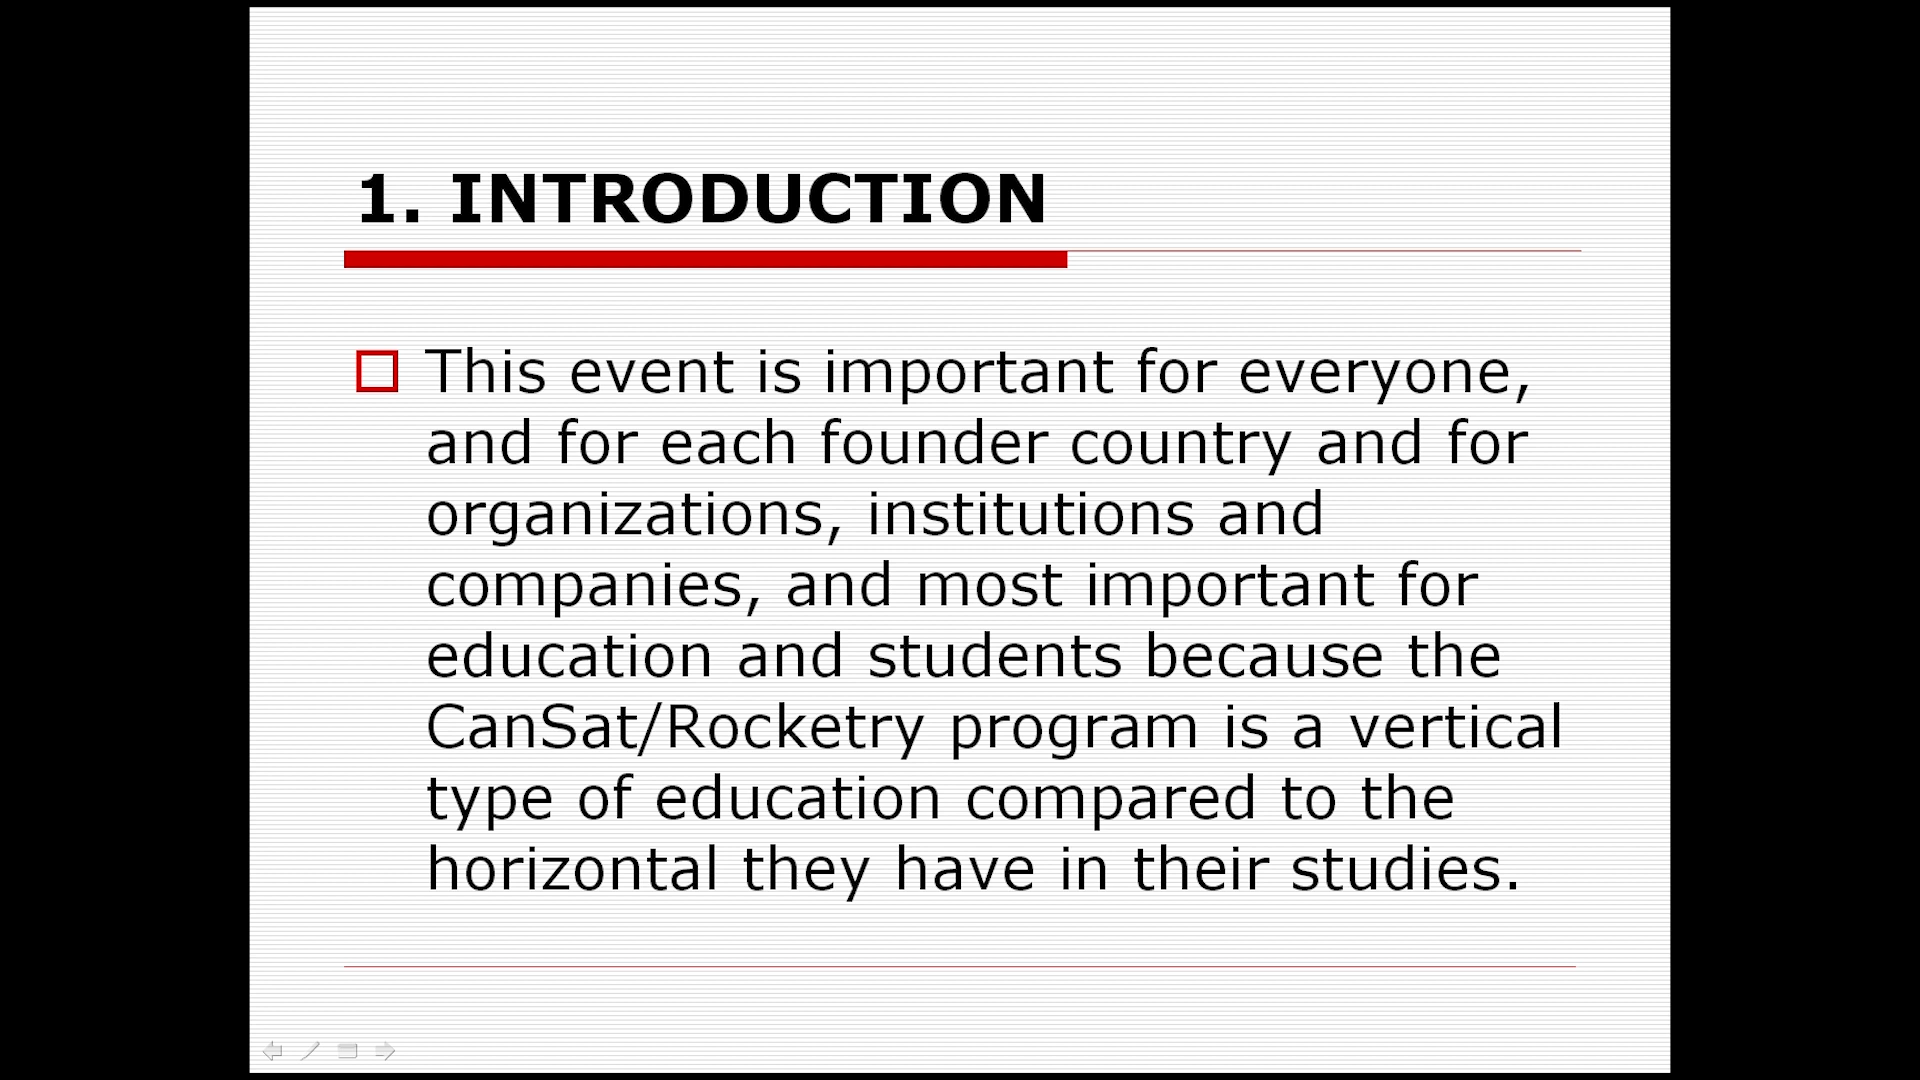 1. INTRODUCTION
This event is important for everyone,
and for each founder country and for
organizations, institutions and
companies, and most important for
education and students because the
CanSat/Rocketry program is a vertical
type of education compared to the
horizontal they have in their studies.